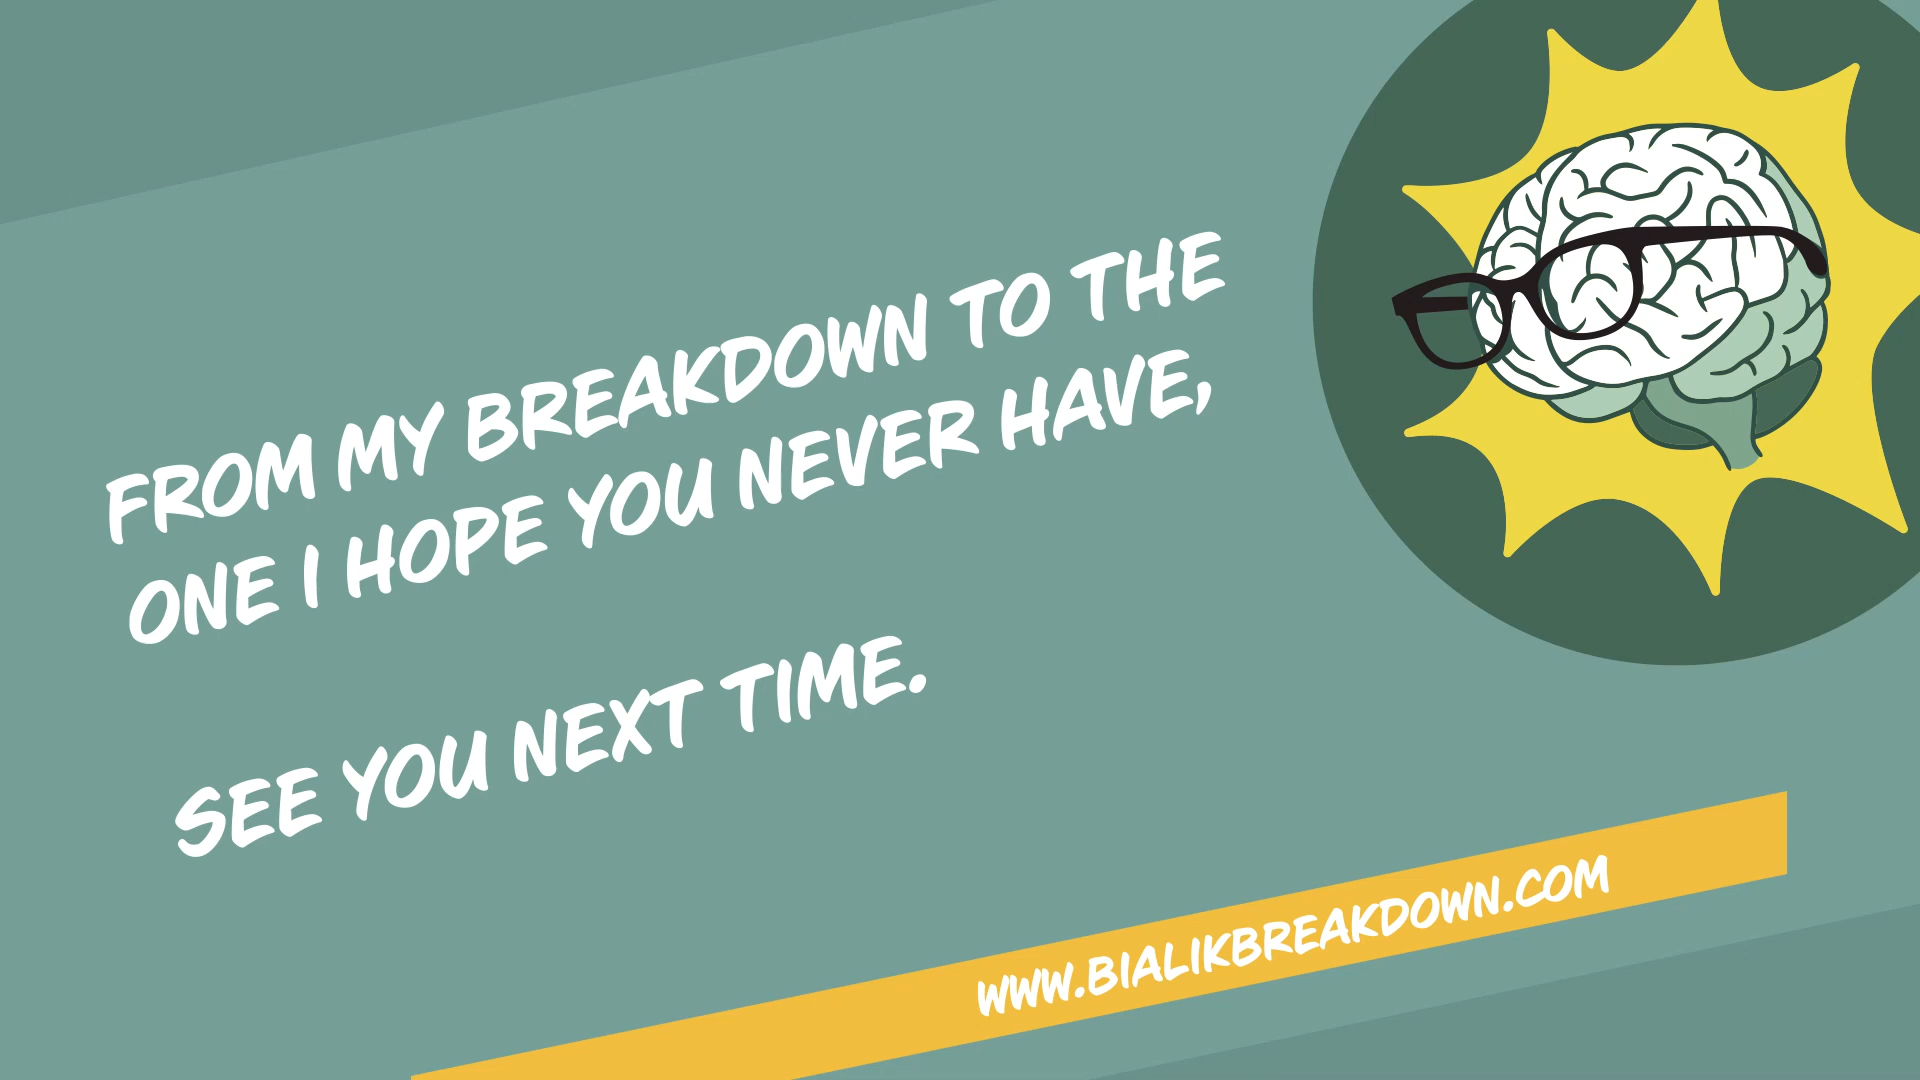 FROM MY BREAKDOWN TO THE
ONE I HOPE YOU NEVER HAVE,
SEE YOU NEXT TIME.
WWW.BIALIKBREAKDOWN.COM